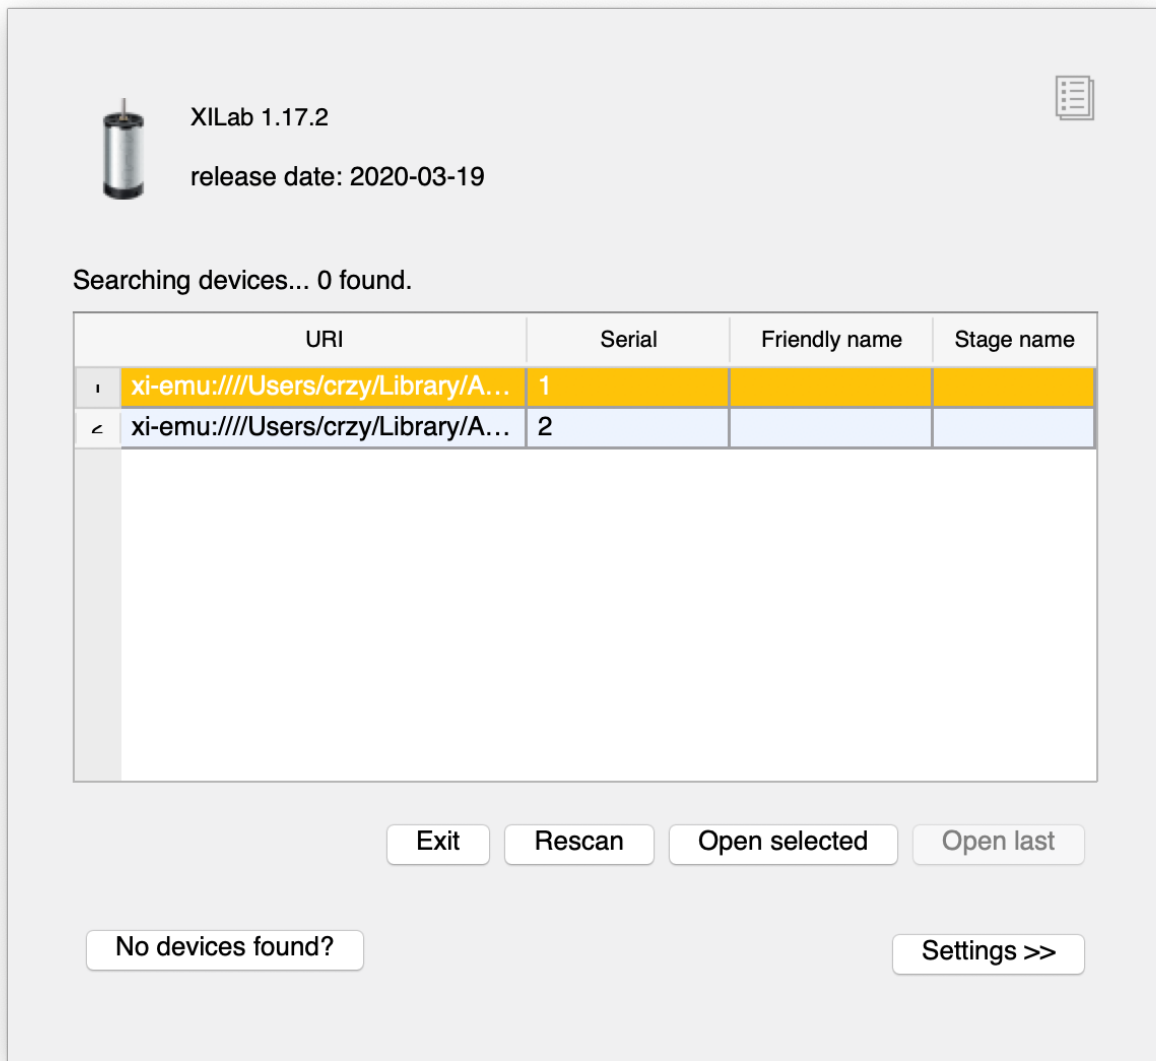 XILab 1.17.2
release date: 2020-03-19
Searching devices... 0 found.
URI Serial Friendly name Stage name
xi-emu:////Users/crzy/Library/A... 1
xi-emu:////Users/crzy/Library/A... 2
Exit Rescan Open selected Open last
No devices found? Settings >>